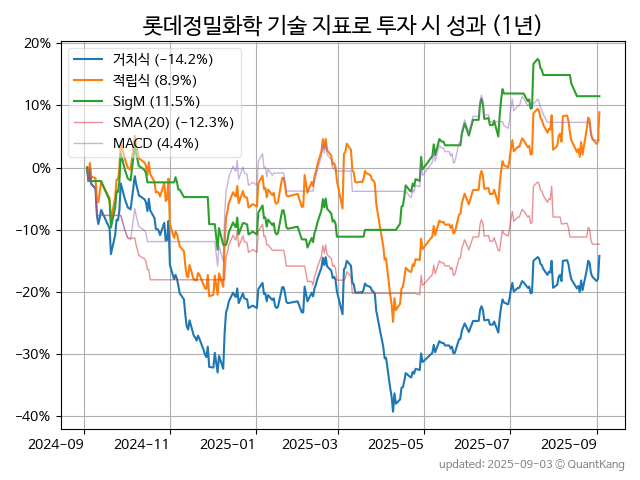 롯데정밀화학 기술 지표로 투자 시 성과 (1년)
20%
10%
0%
−10%
−20%
−30%
−40%
거치식 (−14.2%)
적립식 (8.9%)
SigM (11.5%)
SMA(20) (−12.3%)
MACD (4.4%)
2024-09 2024-11 2025-01 2025-03 2025-05 2025-07 2025-09
updated: 2025-09-03 ⓒ QuantKang